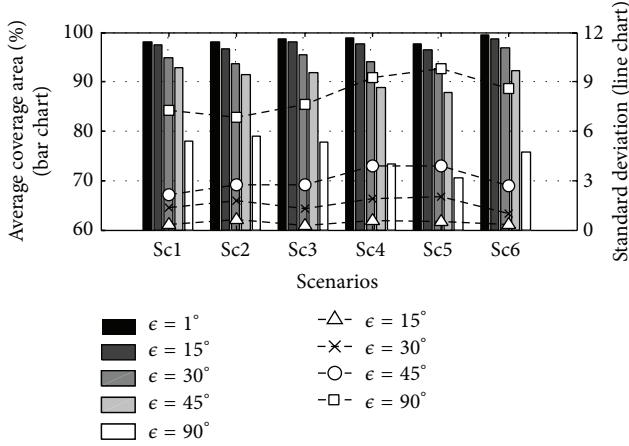 Average coverage area (%)
(bar chart)
100
90
80
70
60
12
9
6
3
0
Standard deviation (line chart)
Sc1 Sc2 Sc3 Sc4 Sc5 Sc6
Scenarios
ϵ = 1°
ϵ = 15°
ϵ = 30°
ϵ = 45°
ϵ = 90°
ϵ = 15°
ϵ = 30°
ϵ = 45°
ϵ = 90°